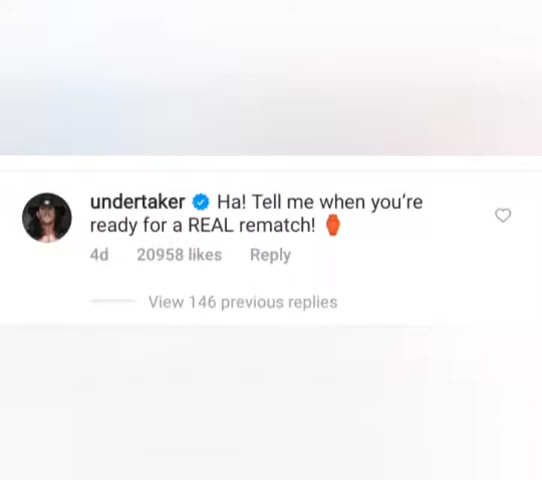 undertaker Ha! Tell me when you're
ready for a REAL rematch! ⚱️
4d 20958 likes Reply
View 146 previous replies